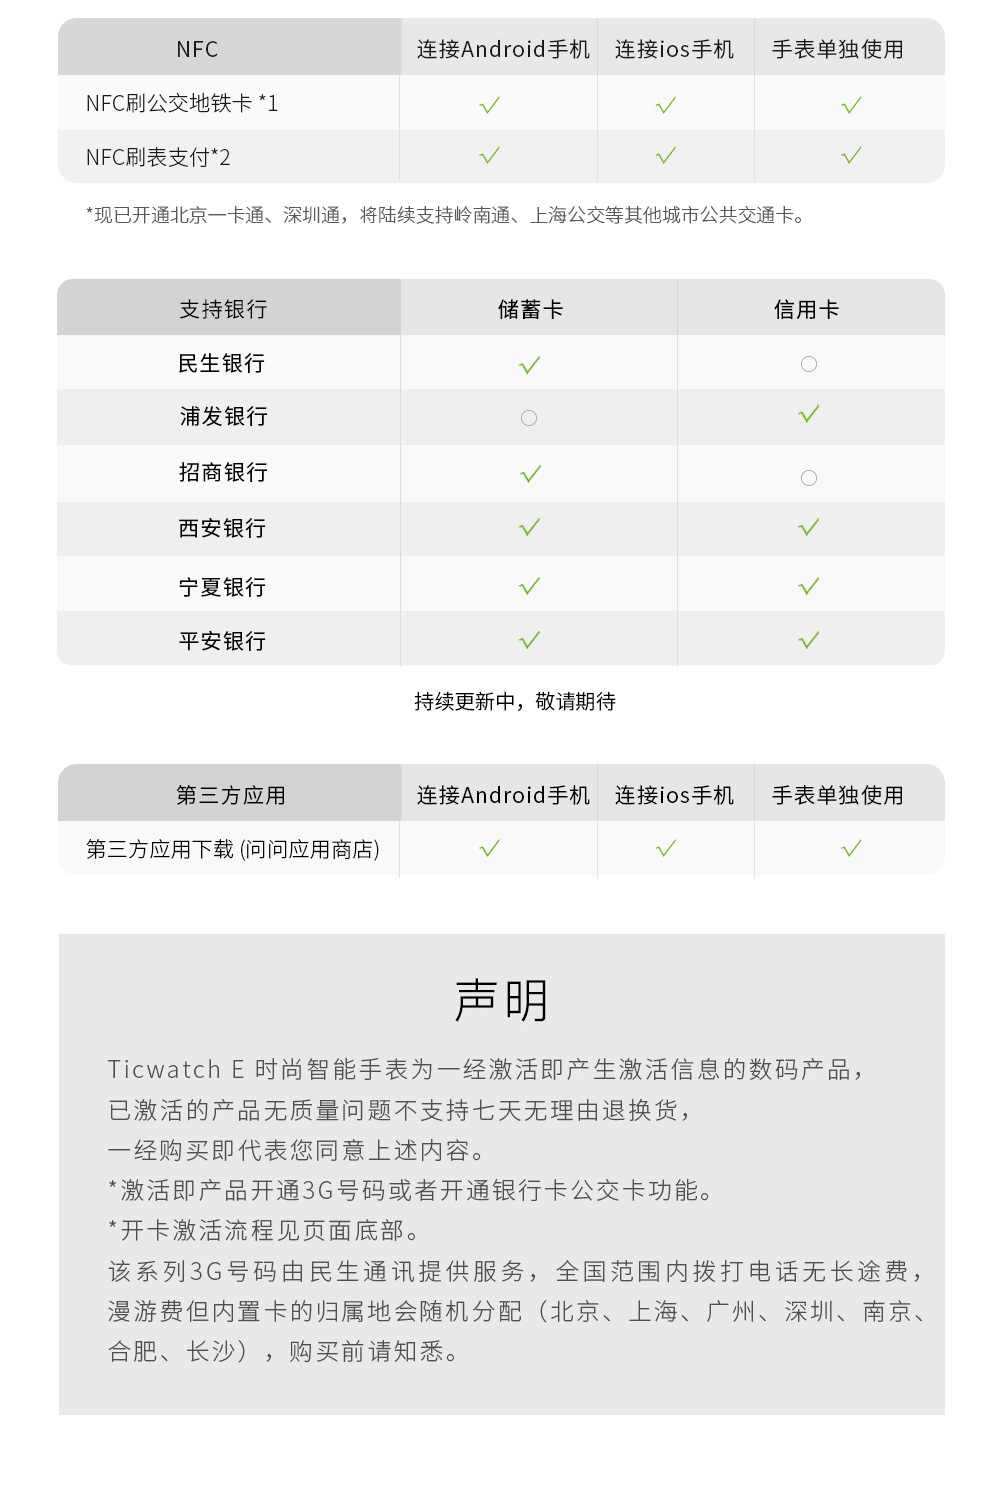 NFC 连接Android手机 连接ios手机 手表单独使用
NFC刷公交地铁卡 *1 √ √ √
NFC刷表支付*2 √ √ √
*现已开通北京一卡通、深圳通，将陆续支持岭南通、上海公交等其他城市公共交通卡。
支持银行 储蓄卡 信用卡
民生银行 √ ○
浦发银行 ○ √
招商银行 √ ○
西安银行 √ √
宁夏银行 √ √
平安银行 √ √
持续更新中，敬请期待
第三方应用 连接Android手机 连接ios手机 手表单独使用
第三方应用下载 (问问应用商店) √ √ √
声明
Ticwatch E 时尚智能手表为一经激活即产生激活信息的数码产品，
已激活的产品无质量问题不支持七天无理由退换货，
一经购买即代表您同意上述内容。
*激活即产品开通3G号码或者开通银行卡公交卡功能。
*开卡激活流程见页面底部。
该系列3G号码由民生通讯提供服务，全国范围内拨打电话无长途费，
漫游费但内置卡的归属地会随机分配（北京、上海、广州、深圳、南京、
合肥、长沙），购买前请知悉。